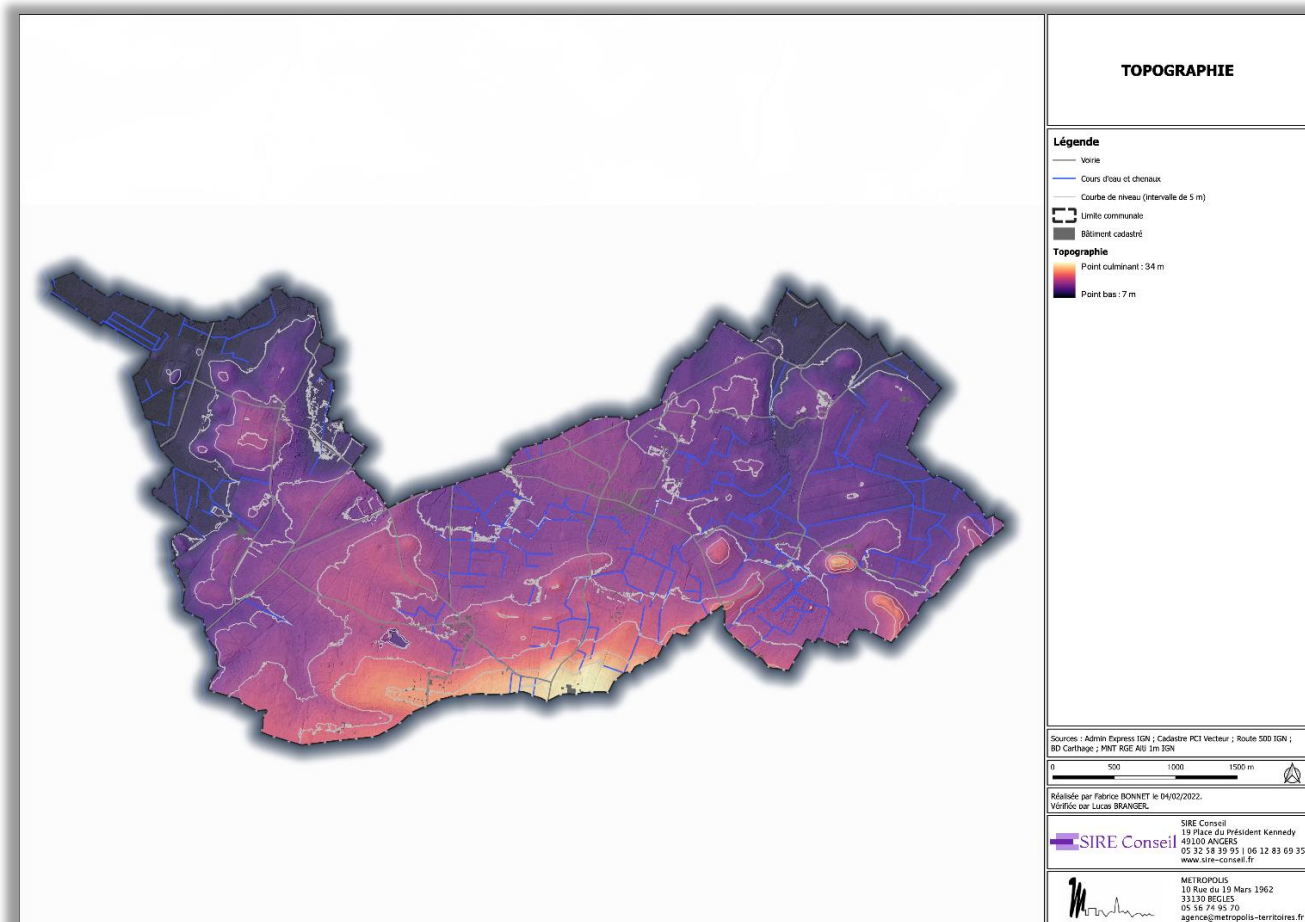 TOPOGRAPHIE
Légende
Voirie
Cours d'eau et chenaux
Courbe de niveau (intervalle de 5 m)
Limite communale
Bâtiment cadastré
Topographie
Point culminant : 34 m
Point bas : 7 m
Sources : Admin Express IGN ; Cadastre PCI Vecteur ; Route 500 IGN ;
BD Carthage ; MNT RGE Alti 1m IGN
0 500 1000 1500 m
Réalisée par Fabrice BONNET le 04/02/2022.
Vérifiée par Lucas BRANGER.
SIRE Conseil
SIRE Conseil
19 Place du Président Kennedy
49100 ANGERS
05 32 58 39 95 | 06 12 83 69 35
www.sire-conseil.fr
METROPOLIS
10 Rue du 19 Mars 1962
33130 BEGLES
05 56 74 95 70
agence@metropolis-territoires.fr